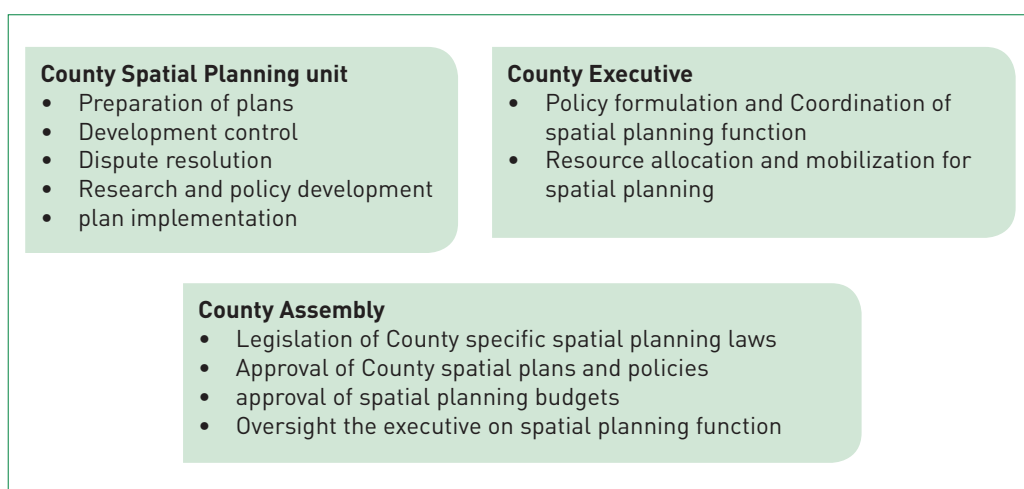 County Spatial Planning unit
• Preparation of plans
• Development control
• Dispute resolution
• Research and policy development
• plan implementation
County Executive
• Policy formulation and Coordination of
spatial planning function
• Resource allocation and mobilization for
spatial planning
County Assembly
• Legislation of County specific spatial planning laws
• Approval of County spatial plans and policies
• approval of spatial planning budgets
• Oversight the executive on spatial planning function